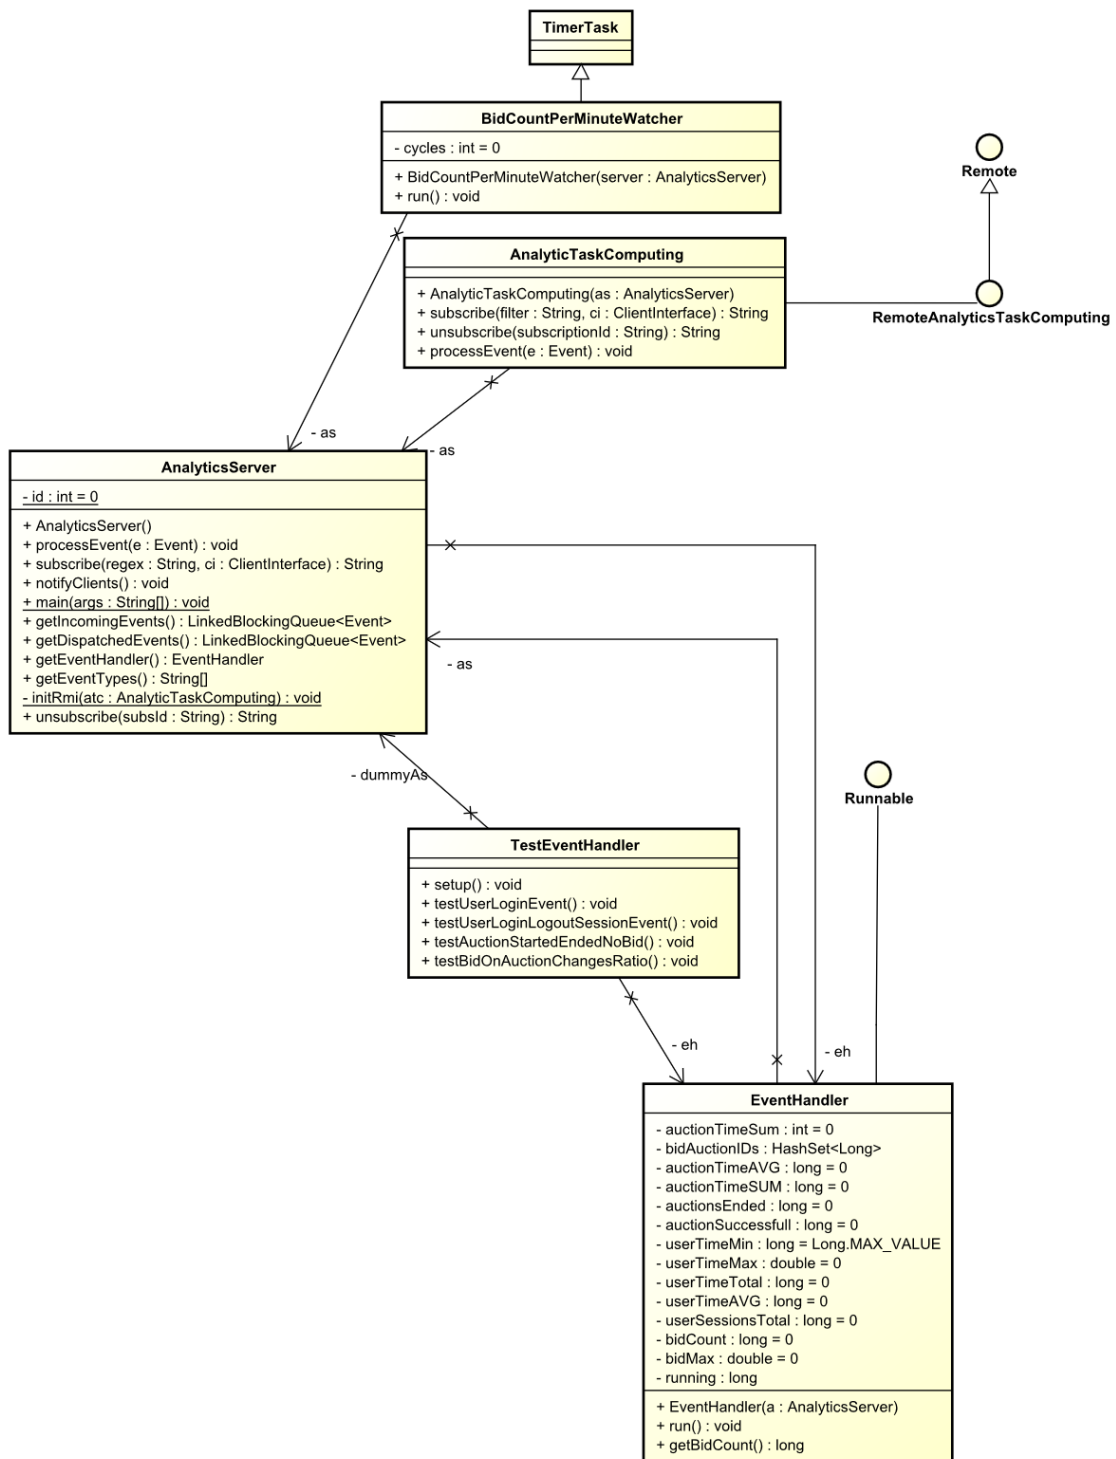 TimerTask
BidCountPerMinuteWatcher
- cycles : int = 0
+ BidCountPerMinuteWatcher(server : AnalyticsServer)
+ run() : void
Remote
AnalyticTaskComputing
+ AnalyticTaskComputing(as : AnalyticsServer)
+ subscribe(filter : String, ci : ClientInterface) : String
+ unsubscribe(subscriptionId : String) : String
+ processEvent(e : Event) : void
RemoteAnalyticsTaskComputing
- as
- as
AnalyticsServer
- id : int = 0
+ AnalyticsServer()
+ processEvent(e : Event) : void
+ subscribe(regex : String, ci : ClientInterface) : String
+ notifyClients() : void
+ main(args : String[]) : void
+ getIncomingEvents() : LinkedBlockingQueue<Event>
+ getDispatchedEvents() : LinkedBlockingQueue<Event>
+ getEventHandler() : EventHandler
+ getEventTypes() : String[]
- initRmi(atc : AnalyticTaskComputing) : void
+ unsubscribe(subsId : String) : String
- as
- dummyAs
Runnable
TestEventHandler
+ setup() : void
+ testUserLoginEvent() : void
+ testUserLoginLogoutSessionEvent() : void
+ testAuctionStartedEndedNoBid() : void
+ testBidOnAuctionChangesRatio() : void
- eh
- eh
EventHandler
- auctionTimeSum : int = 0
- bidAuctionIDs : HashSet<Long>
- auctionTimeAVG : long = 0
- auctionTimeSUM : long = 0
- auctionsEnded : long = 0
- auctionSuccessfull : long = 0
- userTimeMin : long = Long.MAX_VALUE
- userTimeMax : double = 0
- userTimeTotal : long = 0
- userTimeAVG : long = 0
- userSessionsTotal : long = 0
- bidCount : long = 0
- bidMax : double = 0
- running : long
+ EventHandler(a : AnalyticsServer)
+ run() : void
+ getBidCount() : long